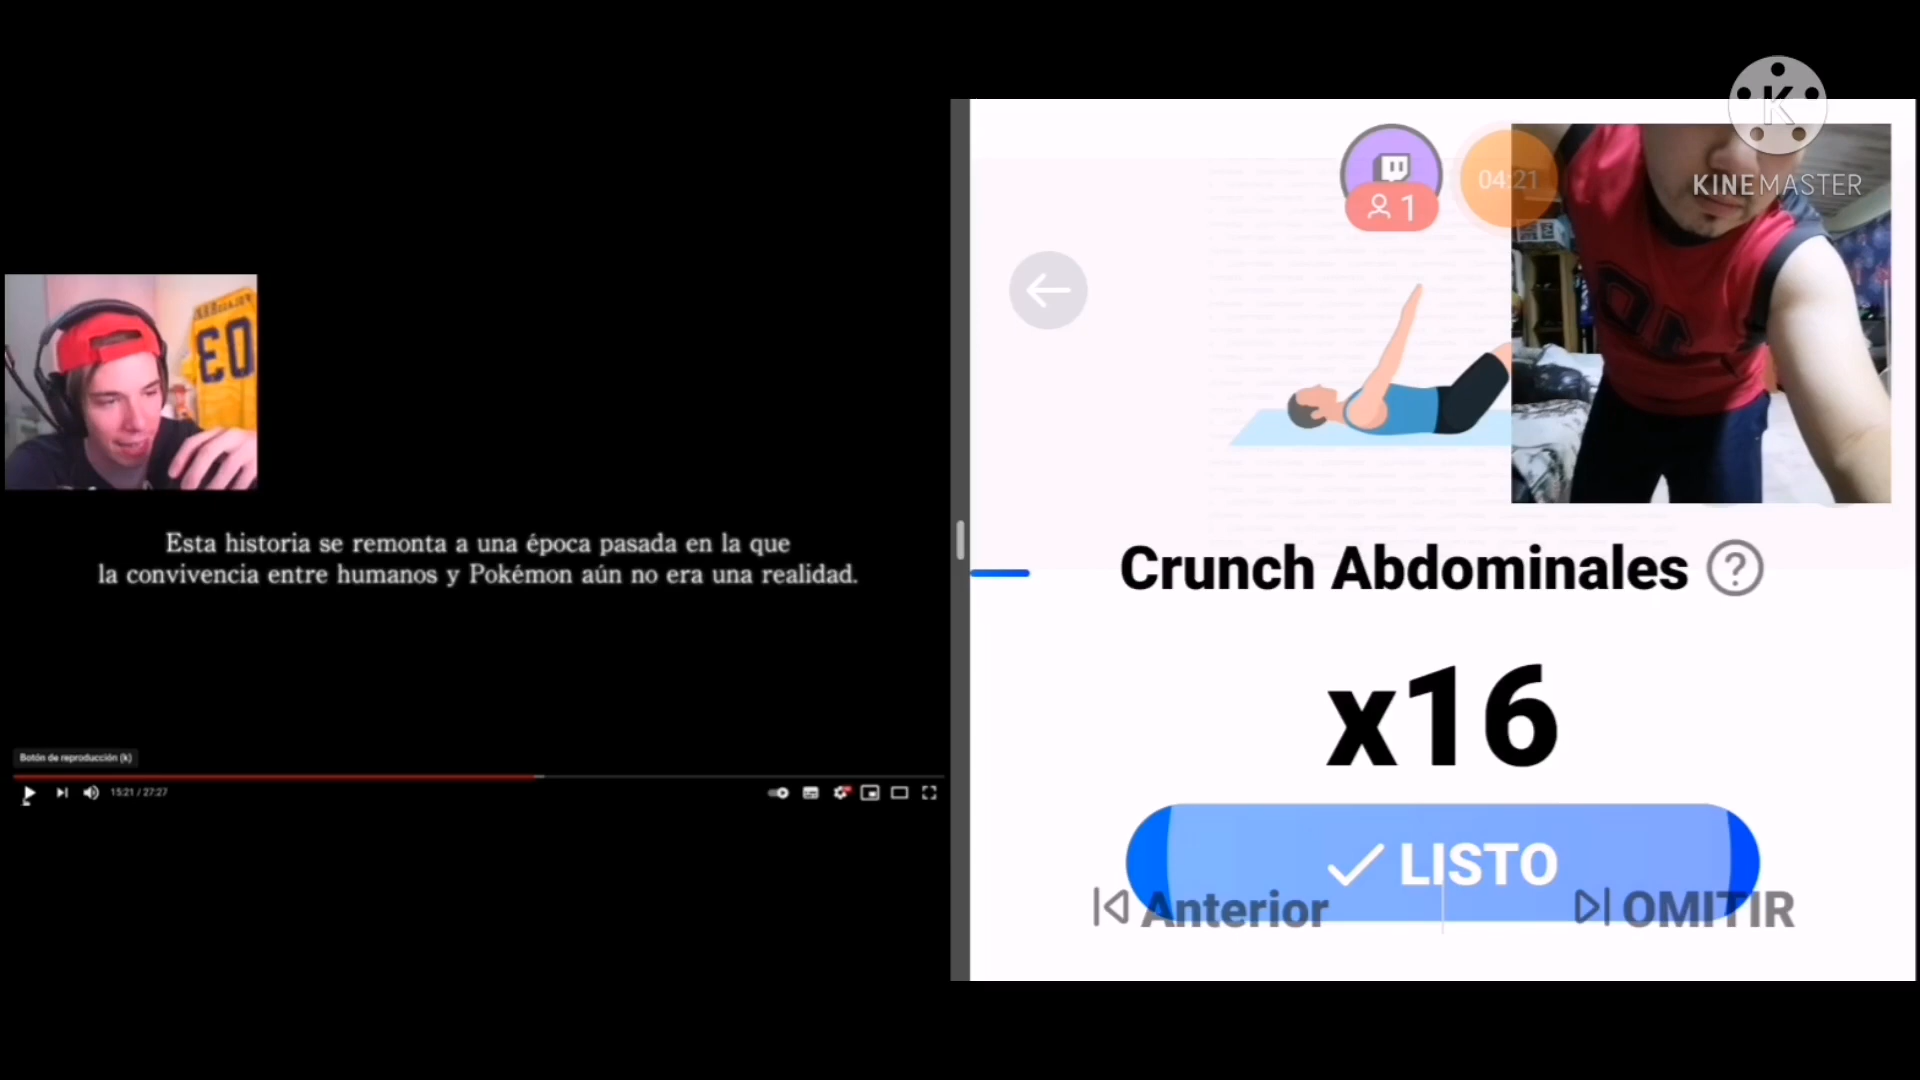 03
Esta historia se remonta a una época pasada en la que
la convivencia entre humanos y Pokémon aún no era una realidad.
Botón de reproducción (k)
15:21 / 27:27
K
KINEMASTER
1
04:21
Crunch Abdominales ?
x16
LISTO
Anterior
OMITIR